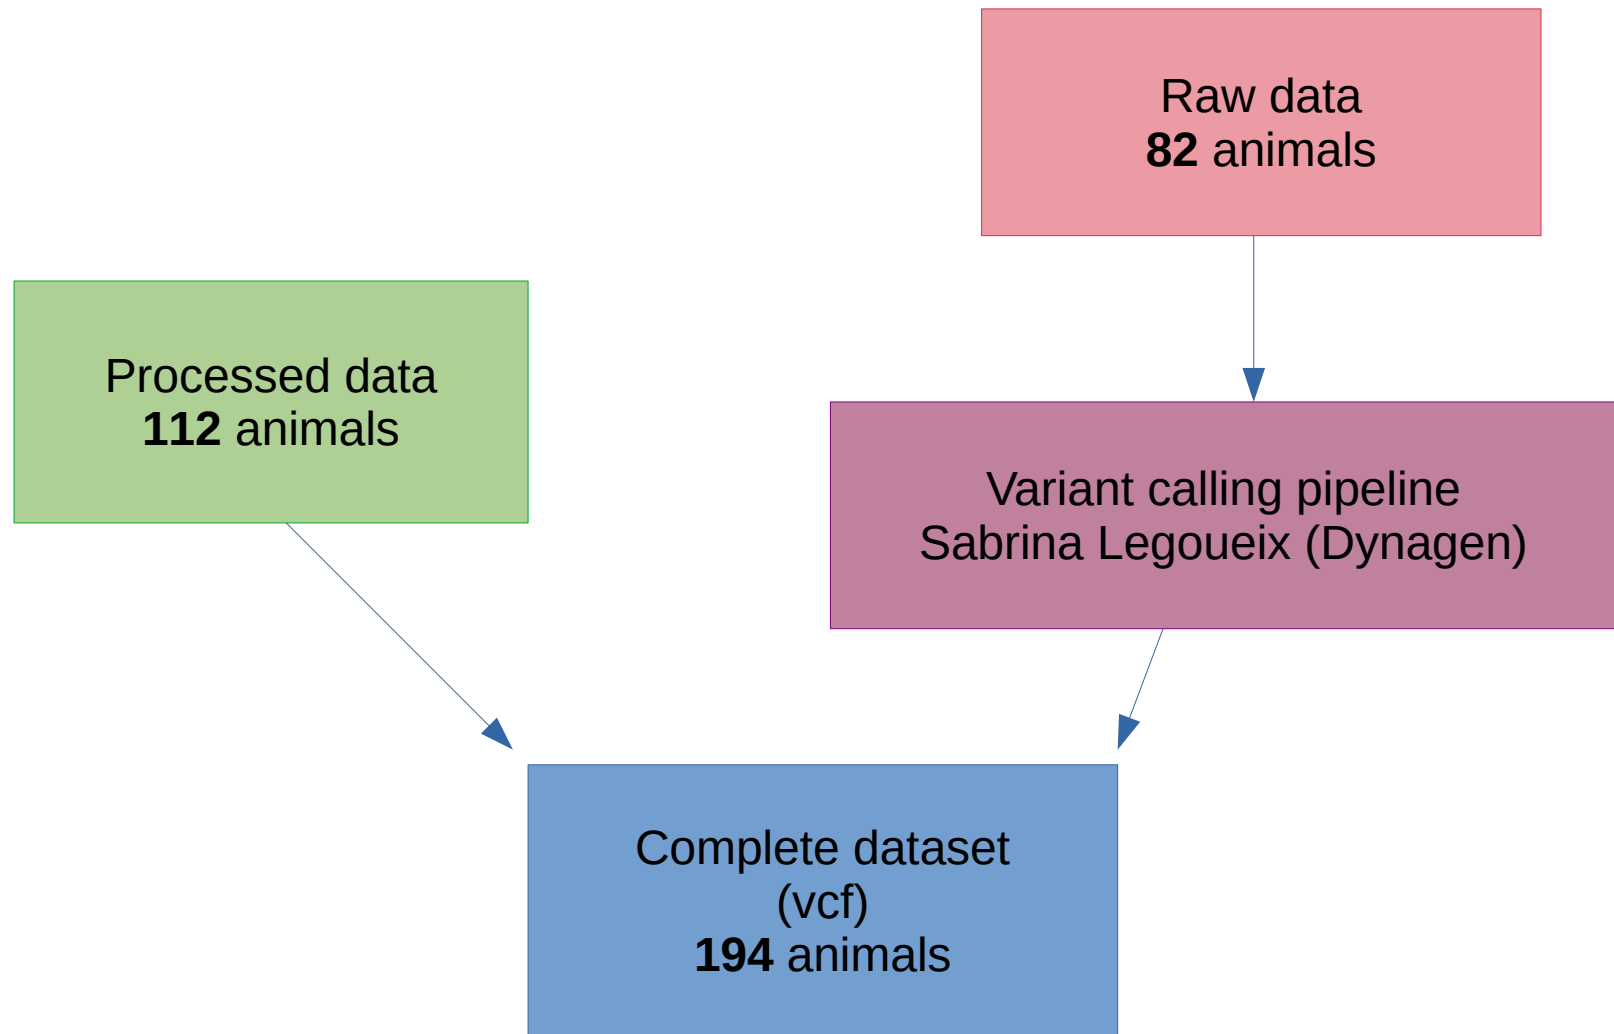 Raw data
82 animals
Processed data
112 animals
Variant calling pipeline
Sabrina Legoueix (Dynagen)
Complete dataset
(vcf)
194 animals